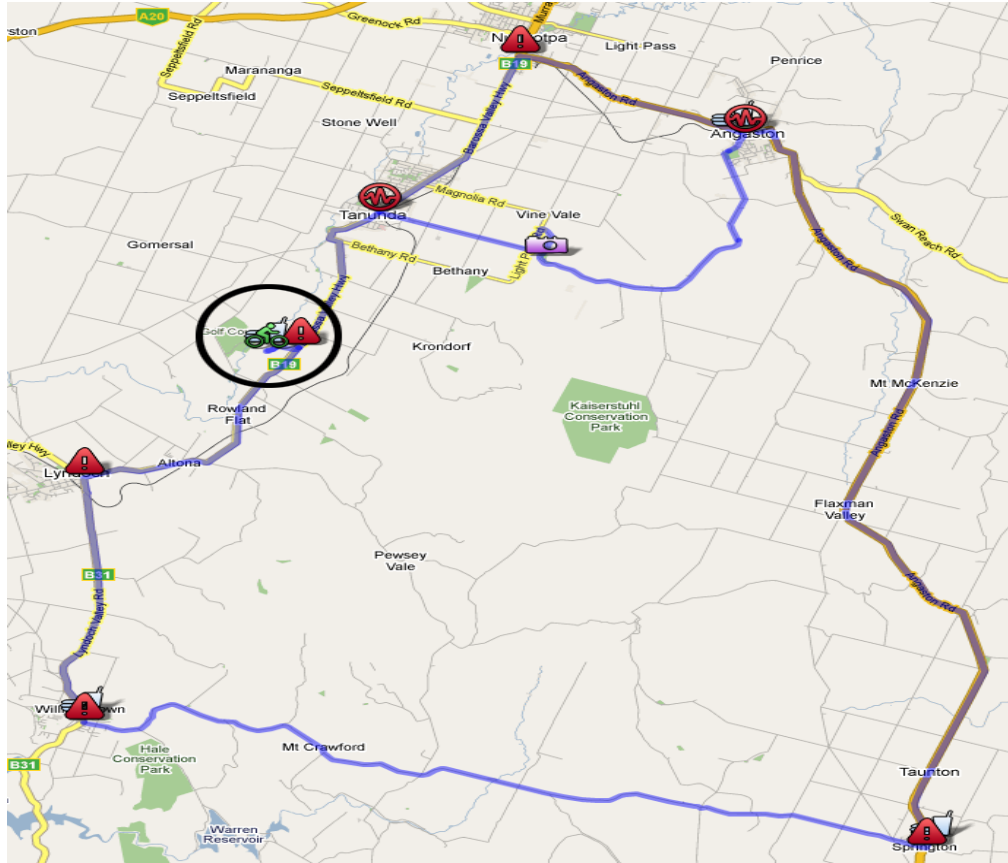 A20
Greenock Rd
Light Pass
Penrice
B19
Marananga
Seppeltsfield Rd
Seppeltsfield
Seppeltsfield Rd
Stone Well
Angaston Rd
Angaston
Barossa Valley Hwy
Magnolia Rd
Tanunda
Vine Vale
Gomersal
Bethany Rd
Bethany
Swan Reach Rd
Angaston Rd
B19
Krondorf
Mt McKenzie
Rowland
Flat
Kaiserstuhl
Conservation
Park
Angaston Rd
Altona
Flaxman
Valley
Pewsey
Vale
B31
Angaston Rd
Lyndoch Valley Rd
Mt Crawford
Hale
Conservation
Park
B31
Taunton
Warren
Reservoir
Springton